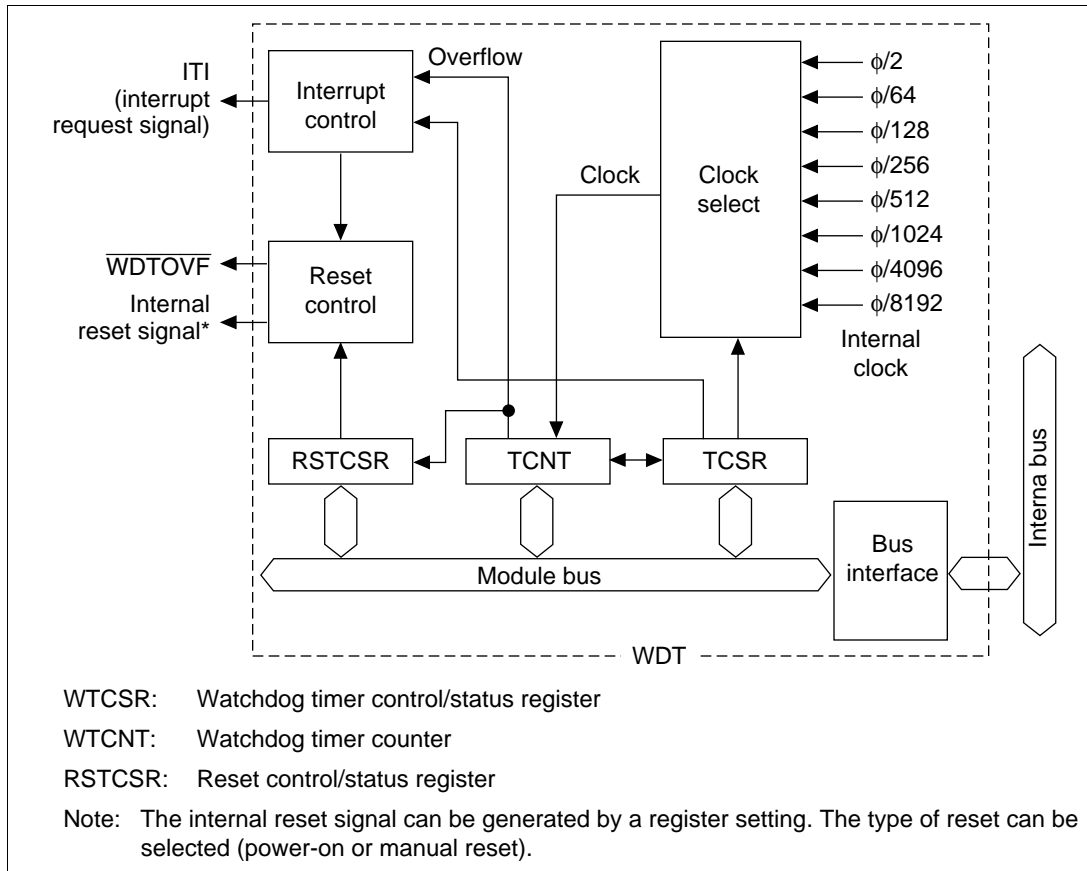 ITI
(interrupt
request signal)
Overflow
Interrupt
control
WDTOVF
Internal
reset signal*
Reset
control
Clock
Clock
select
ϕ/2
ϕ/64
ϕ/128
ϕ/256
ϕ/512
ϕ/1024
ϕ/4096
ϕ/8192
Internal
clock
RSTCSR
TCNT
TCSR
Module bus
Bus
interface
Interna bus
WDT
WTCSR: Watchdog timer control/status register
WTCNT: Watchdog timer counter
RSTCSR: Reset control/status register
Note: The internal reset signal can be generated by a register setting. The type of reset can be
selected (power-on or manual reset).